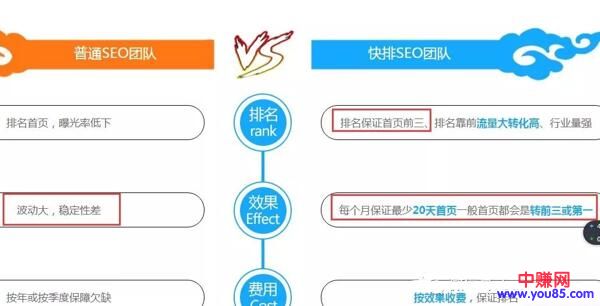 普通SEO团队
VS
快排SEO团队
排名首页，曝光率低下
排名
rank
排名保证首页前三、排名靠前流量大转化高、行业量强
波动大，稳定性差
效果
Effect
每个月保证最少20天首页一般首页都会是转前三或第一
按年或按季度保障欠缺
费用
Cost
按效果收费，保证排名
中赚网
www.you85.com